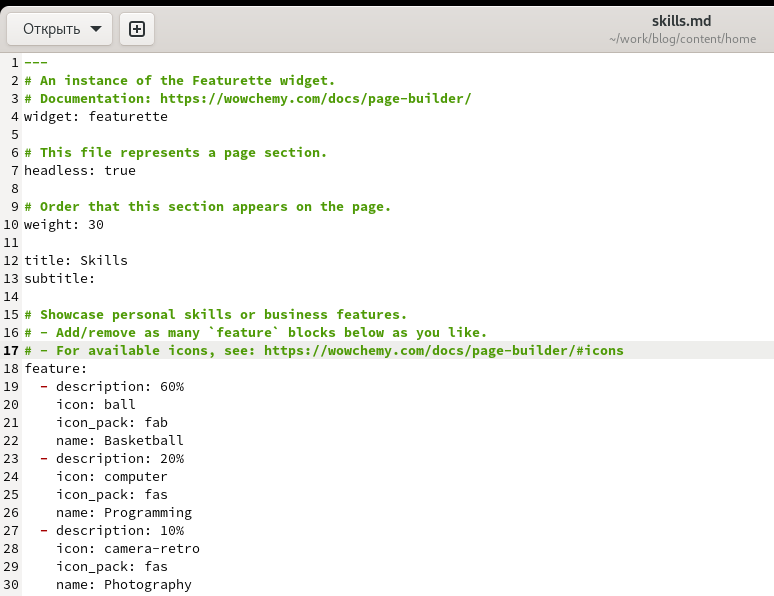 Открыть
skills.md
~/work/blog/content/home
1 ---
2 # An instance of the Featurette widget.
3 # Documentation: https://wowchemy.com/docs/page-builder/
4 widget: featurette
5
6 # This file represents a page section.
7 headless: true
8
9 # Order that this section appears on the page.
10 weight: 30
11
12 title: Skills
13 subtitle:
14
15 # Showcase personal skills or business features.
16 # - Add/remove as many `feature` blocks below as you like.
17 # - For available icons, see: https://wowchemy.com/docs/page-builder/#icons
18 feature:
19   - description: 60%
20     icon: ball
21     icon_pack: fab
22     name: Basketball
23   - description: 20%
24     icon: computer
25     icon_pack: fas
26     name: Programming
27   - description: 10%
28     icon: camera-retro
29     icon_pack: fas
30     name: Photography